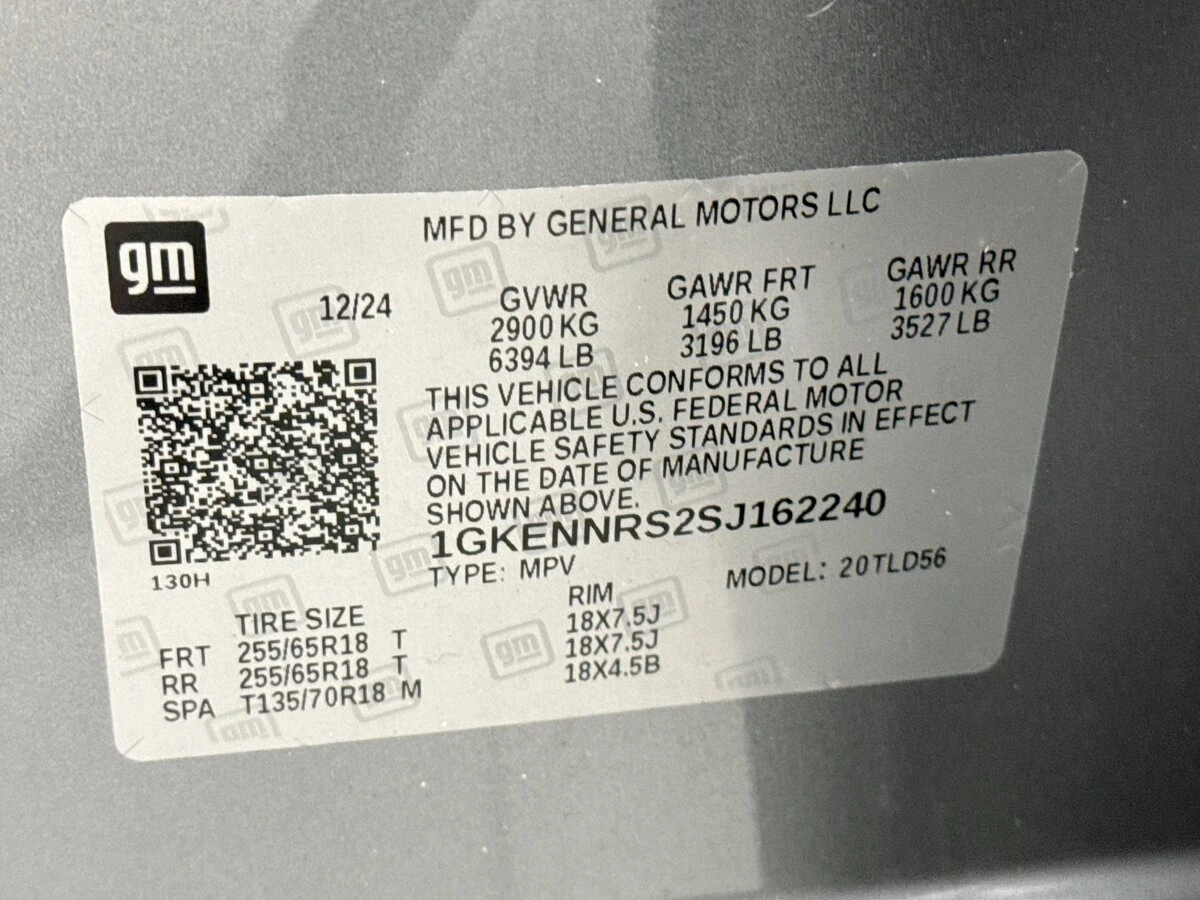 gm
MFD BY GENERAL MOTORS LLC
12/24
GVWR
2900 KG
6394 LB
GAWR FRT
1450 KG
3196 LB
GAWR RR
1600 KG
3527 LB
THIS VEHICLE CONFORMS TO ALL
APPLICABLE U.S. FEDERAL MOTOR
VEHICLE SAFETY STANDARDS IN EFFECT
ON THE DATE OF MANUFACTURE
SHOWN ABOVE.
1GKENNRS2SJ162240
TYPE: MPV MODEL: 20TLD56
130H
TIRE SIZE RIM
FRT 255/65R18 T 18X7.5J
RR 255/65R18 T 18X7.5J
SPA T135/70R18 M 18X4.5B